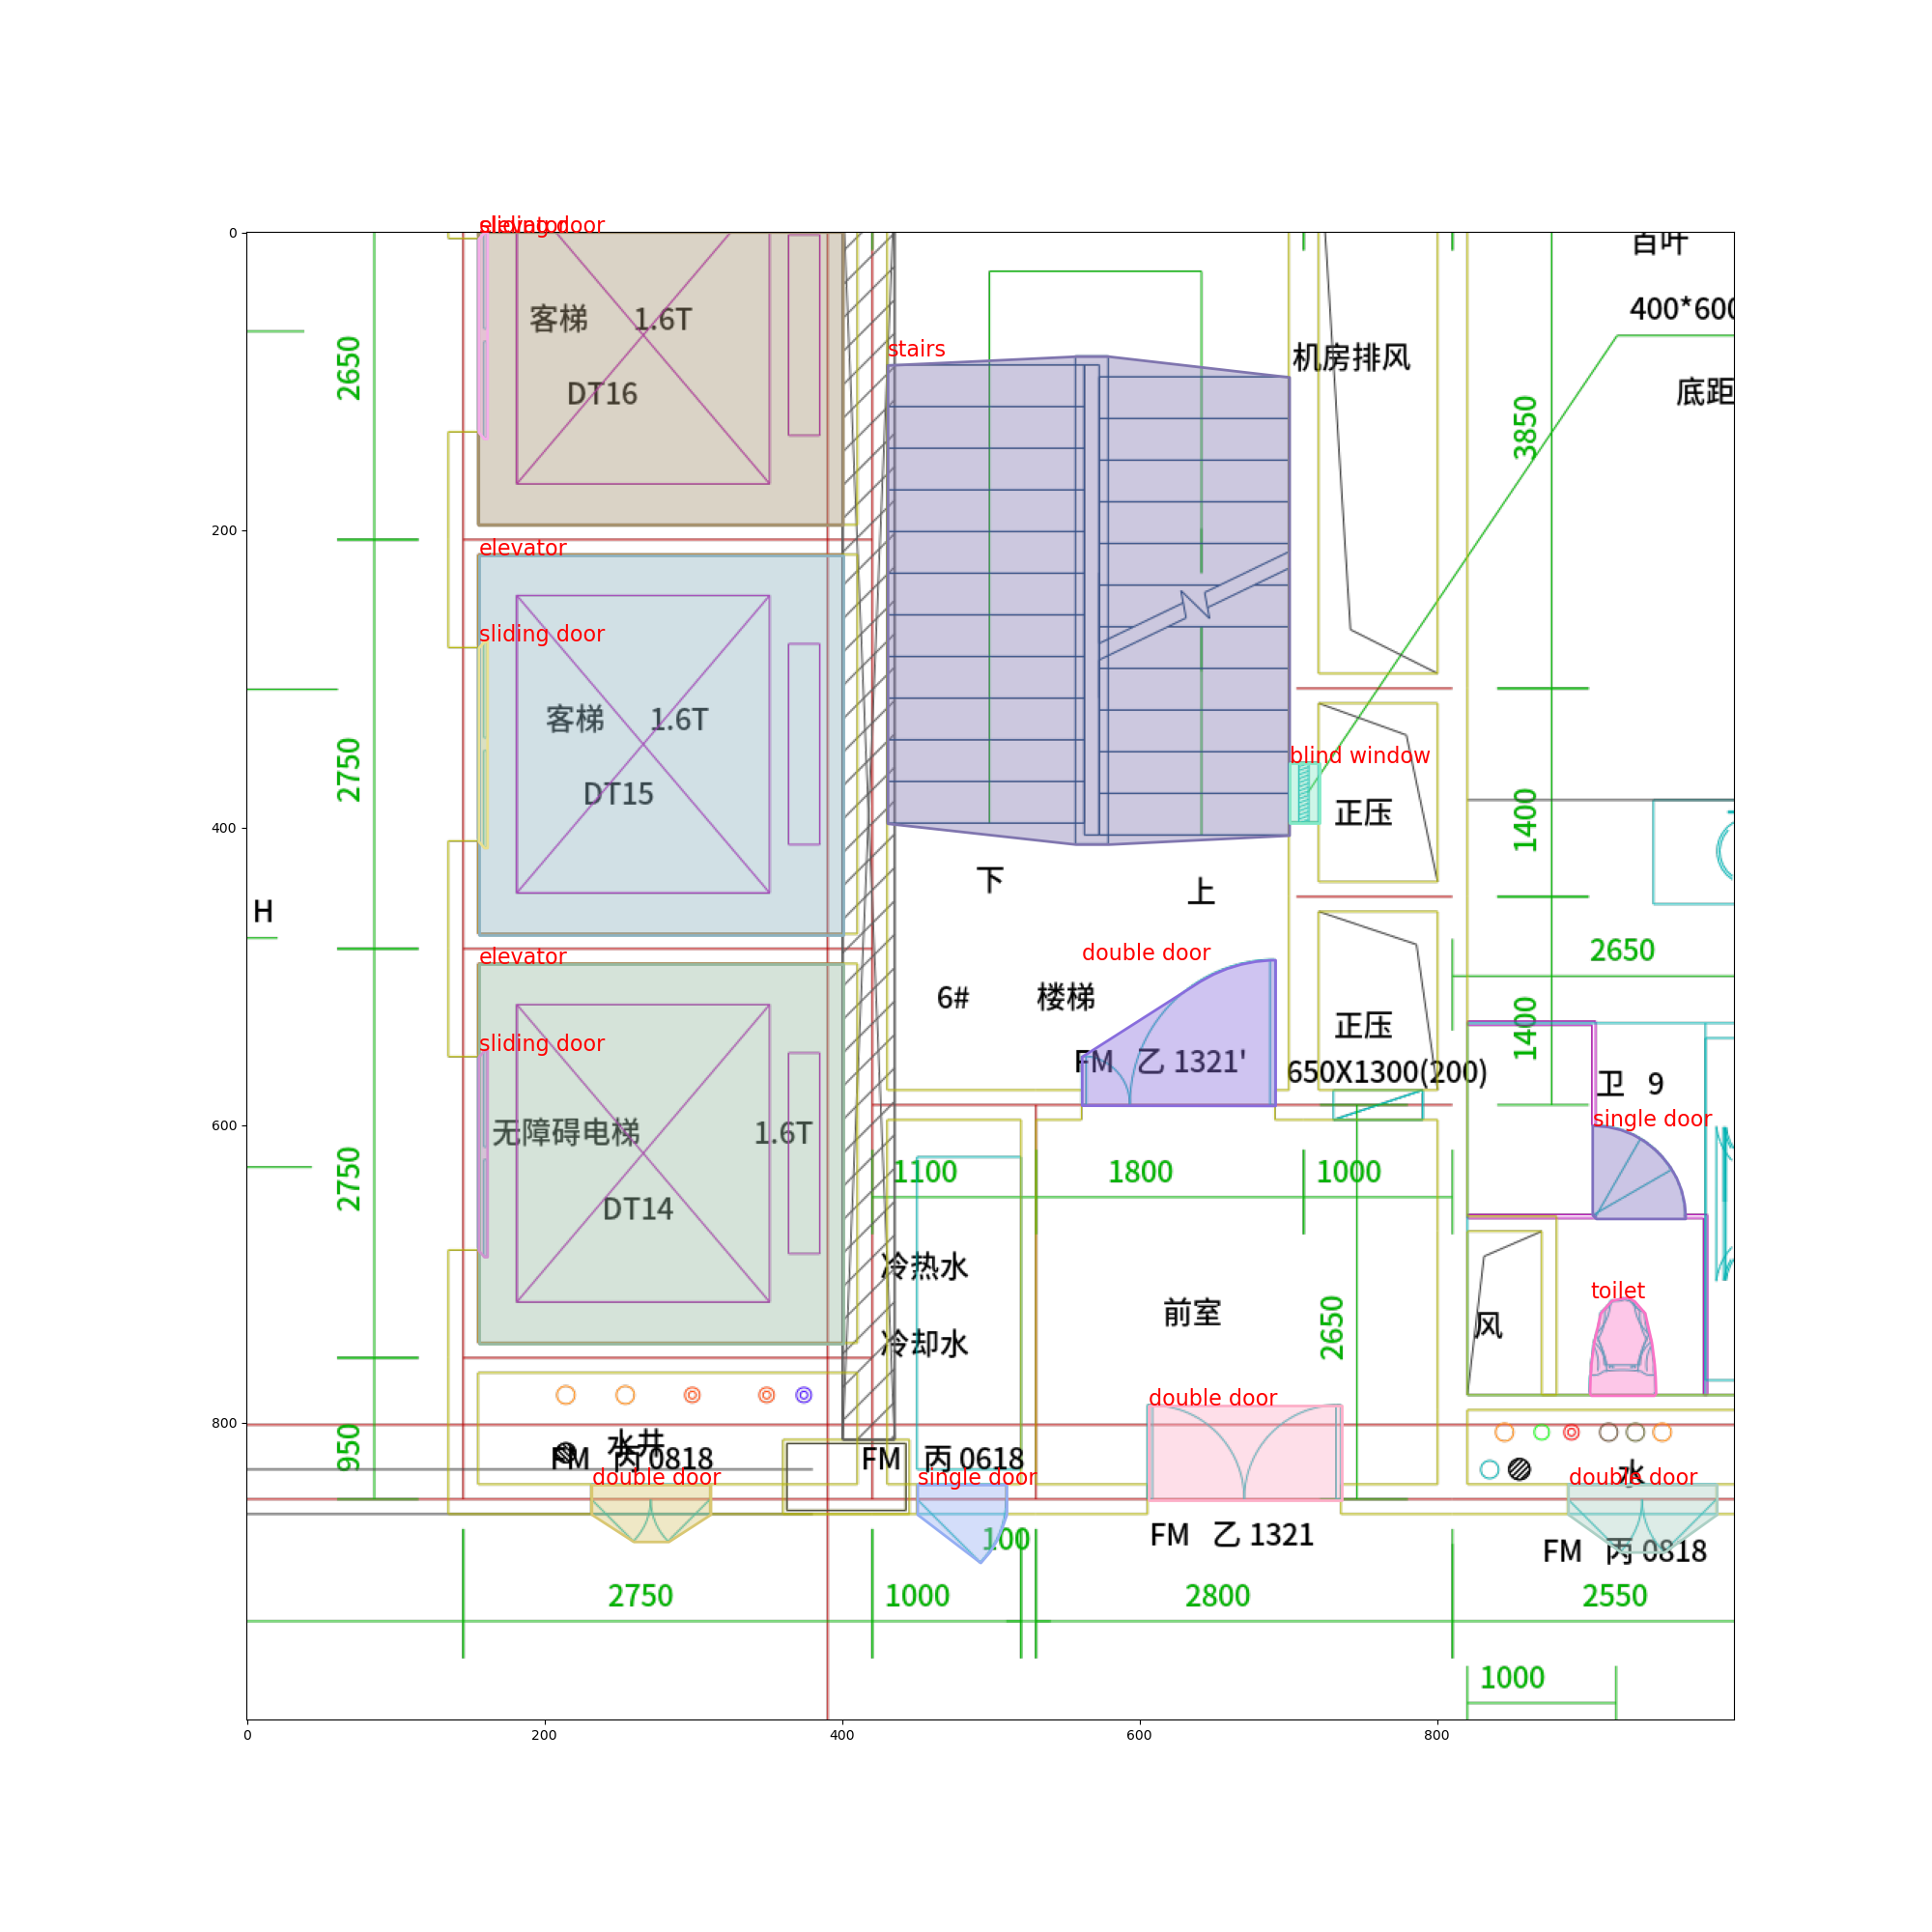 0
200
400
600
800
0
200
400
600
800
sliding door
elevator
客梯 1.6T
DT16
2650
stairs
机房排风
百叶
400*600
底距
3850
elevator
sliding door
客梯 1.6T
DT15
2750
blind window
正压
1400
下
上
H
2650
elevator
sliding door
double door
6# 楼梯
FM 乙 1321'
正压
1400
650X1300(200)
卫 9
single door
无障碍电梯 1.6T
DT14
2750
1100
1800
1000
冷热水
冷却水
前室
2650
toilet
风
double door
950
水井
FM 丙 0818
double door
FM 丙 0618
single door
水
double door
100
FM 乙 1321
FM 丙 0818
2750
1000
2800
2550
1000